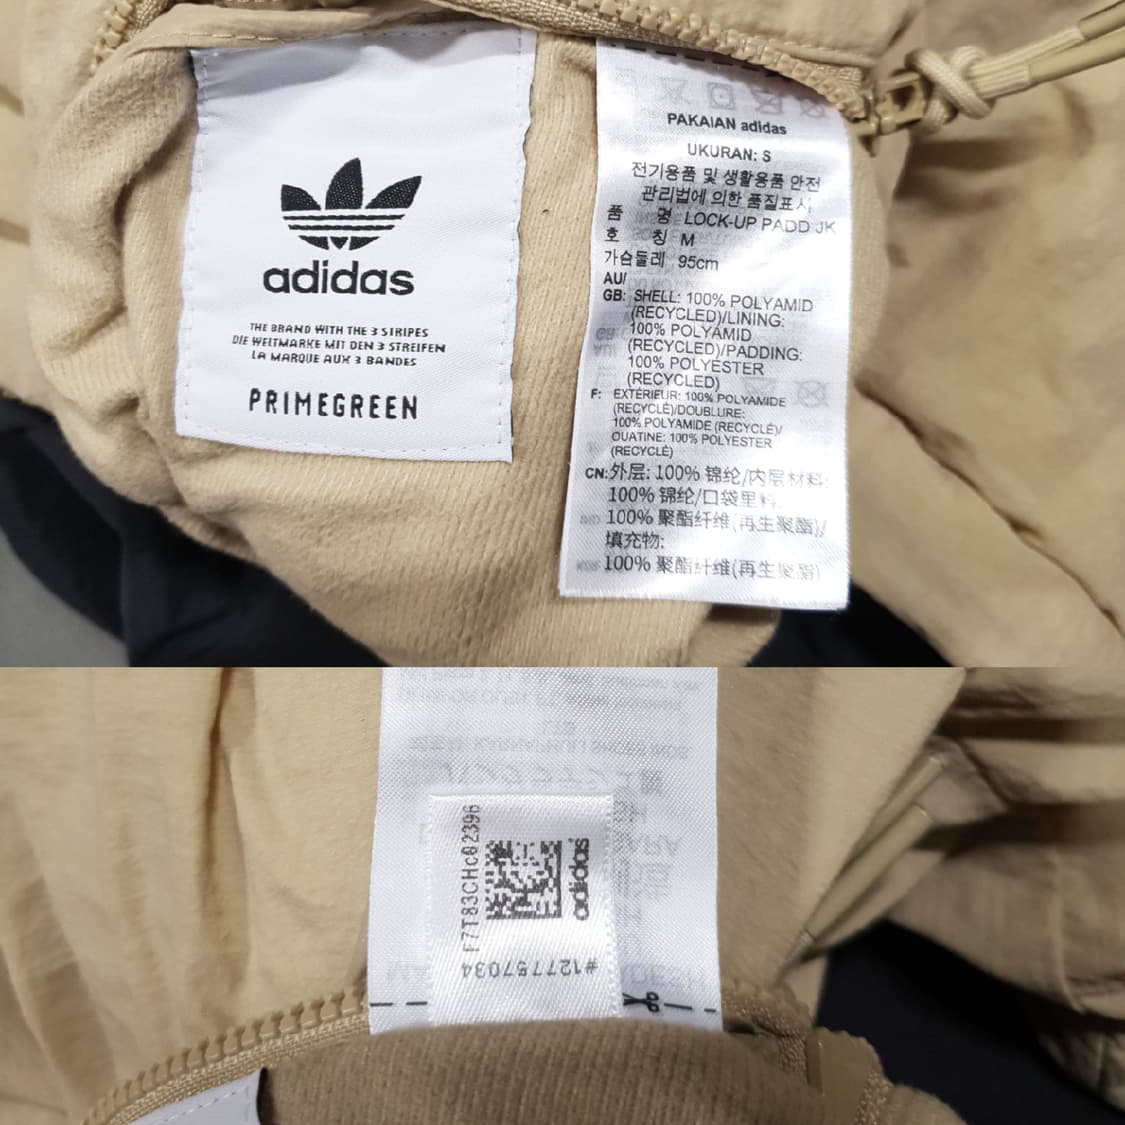 adidas
THE BRAND WITH THE 3 STRIPES
DIE WELTMARKE MIT DEN 3 STREIFEN
LA MARQUE AUX 3 BANDES
PRIMEGREEN
PAKAIAN adidas
UKURAN: S
전기용품 및 생활용품 안전
관리법에 의한 품질표시
품 명 LOCK-UP PADD JK
호 칭 M
가슴둘레 95cm
AU/
GB: SHELL: 100% POLYAMID
(RECYCLED)/LINING:
100% POLYAMID
(RECYCLED)/PADDING:
100% POLYESTER
(RECYCLED)
F: EXTÉRIEUR: 100% POLYAMIDE
(RECYCLÉ)/DOUBLURE:
100% POLYAMIDE (RECYCLÉ)/
OUATINE: 100% POLYESTER
(RECYCLÉ)
CN:外层: 100% 锦纶/内层材料:
100% 锦纶/口袋里料:
100% 聚酯纤维(再生聚酯)/
填充物:
100% 聚酯纤维(再生聚酯)
F7T83CHc82396
adidas
#127757034